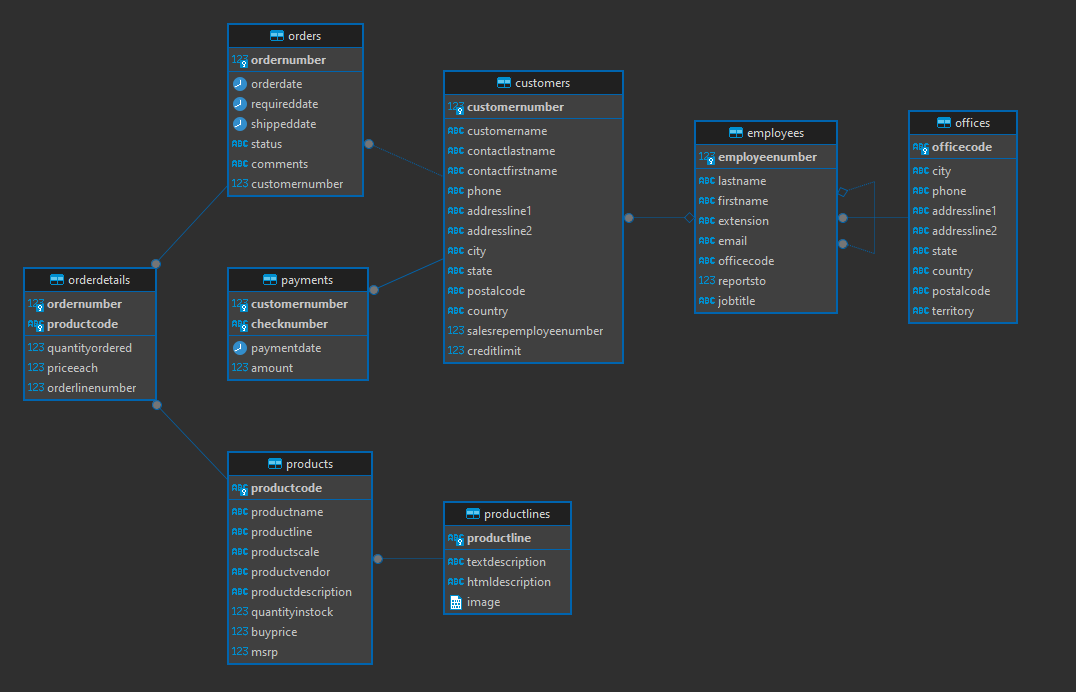 orders
123 ordernumber
orderdate
requireddate
shippeddate
ABC status
ABC comments
123 customernumber
customers
123 customernumber
ABC customername
ABC contactlastname
ABC contactfirstname
ABC phone
ABC addressline1
ABC addressline2
ABC city
ABC state
ABC postalcode
ABC country
123 salesrepemployeenumber
123 creditlimit
employees
123 employeenumber
ABC lastname
ABC firstname
ABC extension
ABC email
ABC officecode
123 reportsto
ABC jobtitle
offices
ABC officecode
ABC city
ABC phone
ABC addressline1
ABC addressline2
ABC state
ABC country
ABC postalcode
ABC territory
orderdetails
123 ordernumber
ABC productcode
123 quantityordered
123 priceeach
123 orderlinenumber
payments
123 customernumber
ABC checknumber
paymentdate
123 amount
products
ABC productcode
ABC productname
ABC productline
ABC productscale
ABC productvendor
ABC productdescription
123 quantityinstock
123 buyprice
123 msrp
productlines
ABC productline
ABC textdescription
ABC htmldescription
image